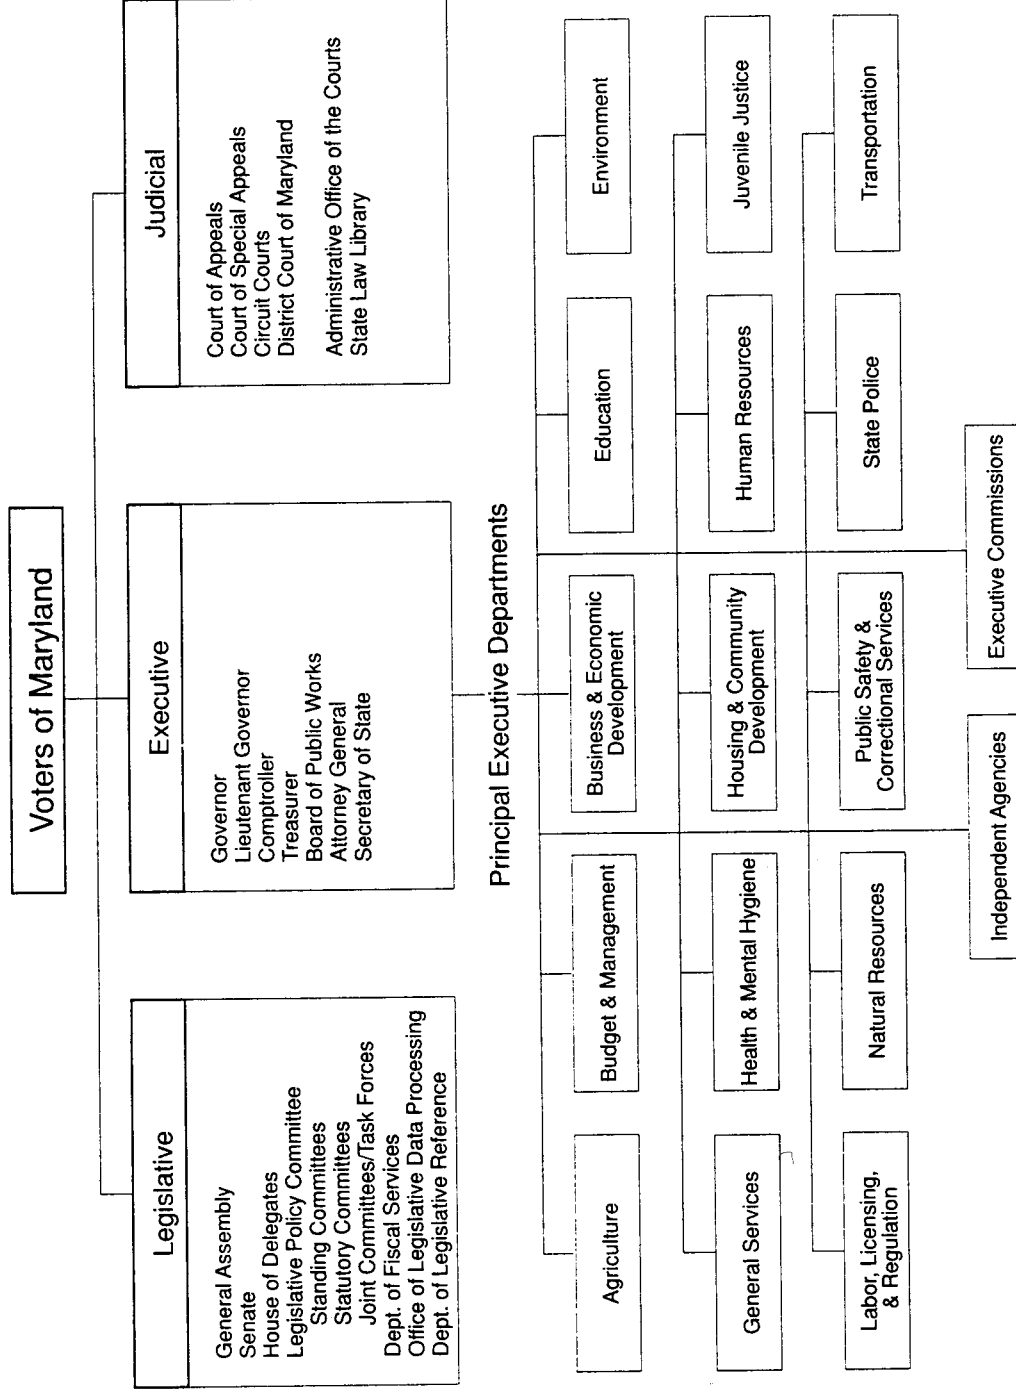 Voters of Maryland
Legislative
General Assembly
Senate
House of Delegates
Legislative Policy Committee
Standing Committees
Statutory Committees
Joint Committees/Task Forces
Dept. of Fiscal Services
Office of Legislative Data Processing
Dept. of Legislative Reference
Executive
Governor
Lieutenant Governor
Comptroller
Treasurer
Board of Public Works
Attorney General
Secretary of State
Judicial
Court of Appeals
Court of Special Appeals
Circuit Courts
District Court of Maryland
Administrative Office of the Courts
State Law Library
Principal Executive Departments
Agriculture
Budget & Management
Business & Economic
Development
Education
Environment
General Services
Health & Mental Hygiene
Housing & Community
Development
Human Resources
Juvenile Justice
Labor, Licensing,
& Regulation
Natural Resources
Public Safety &
Correctional Services
State Police
Transportation
Independent Agencies
Executive Commissions